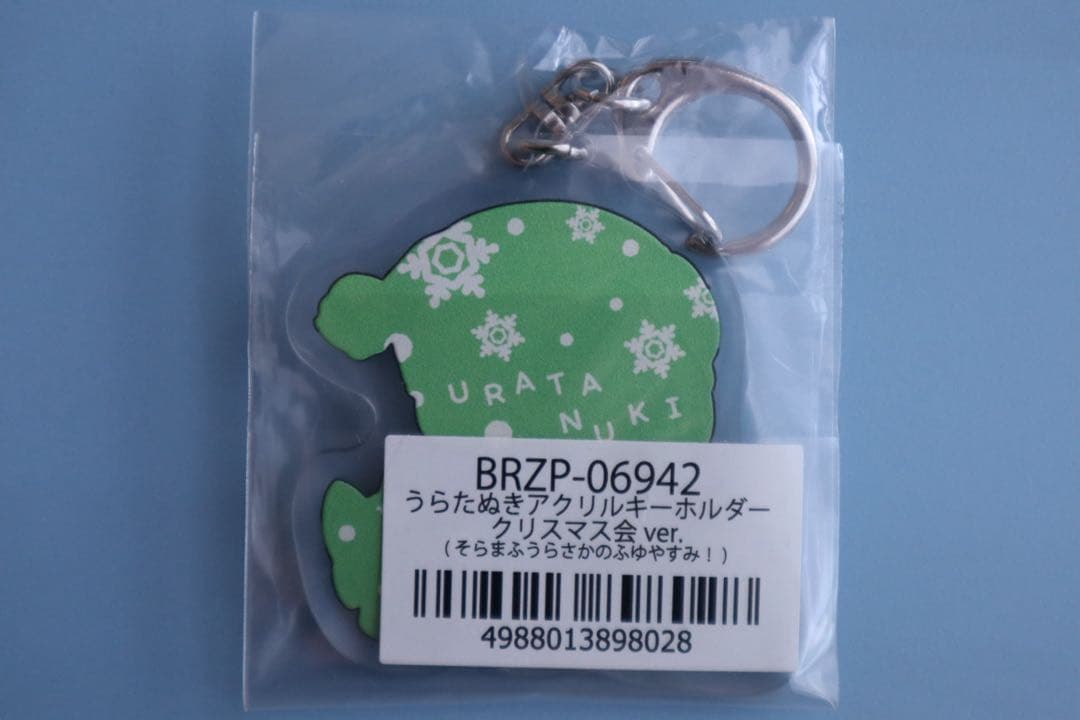 URATA
NUKI
BRZP-06942
うらたぬきアクリルキーホルダー
クリスマス会 ver.
(そらまふうらさかのふゆやすみ!)
4988013898028